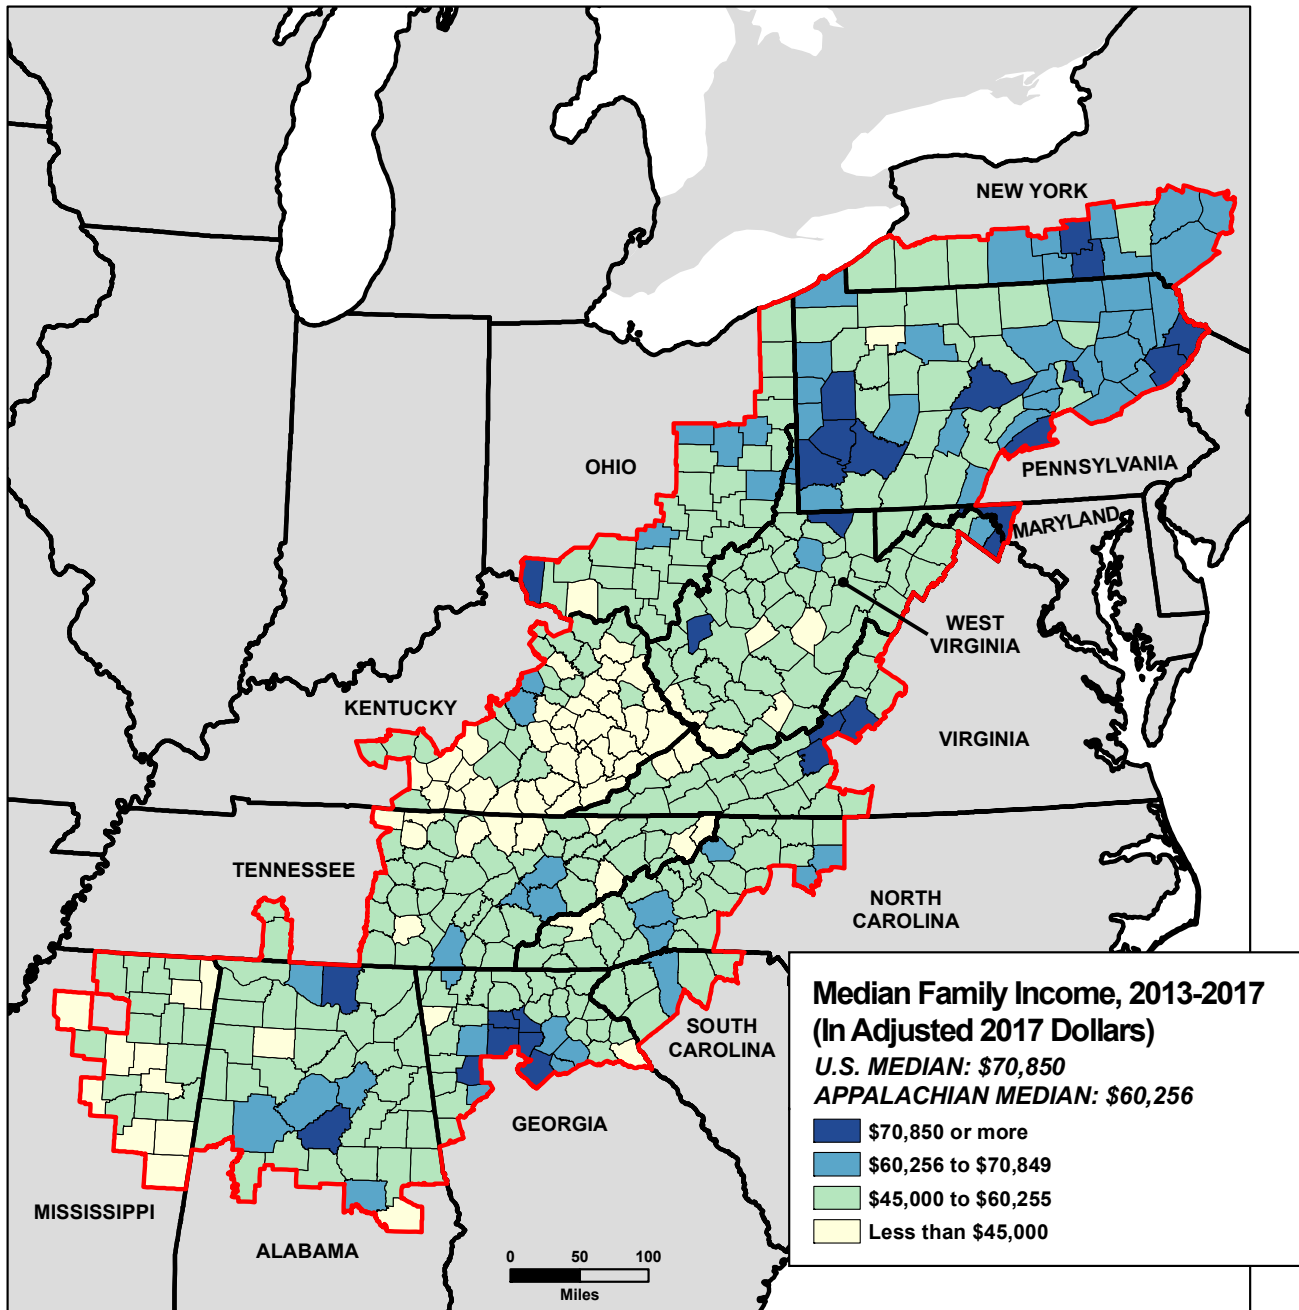 NEW YORK
OHIO
PENNSYLVANIA
MARYLAND
WEST
VIRGINIA
KENTUCKY
VIRGINIA
TENNESSEE
NORTH
CAROLINA
SOUTH
CAROLINA
GEORGIA
MISSISSIPPI
ALABAMA
Median Family Income, 2013-2017
(In Adjusted 2017 Dollars)
U.S. MEDIAN: $70,850
APPALACHIAN MEDIAN: $60,256
$70,850 or more
$60,256 to $70,849
$45,000 to $60,255
Less than $45,000
0 50 100
Miles